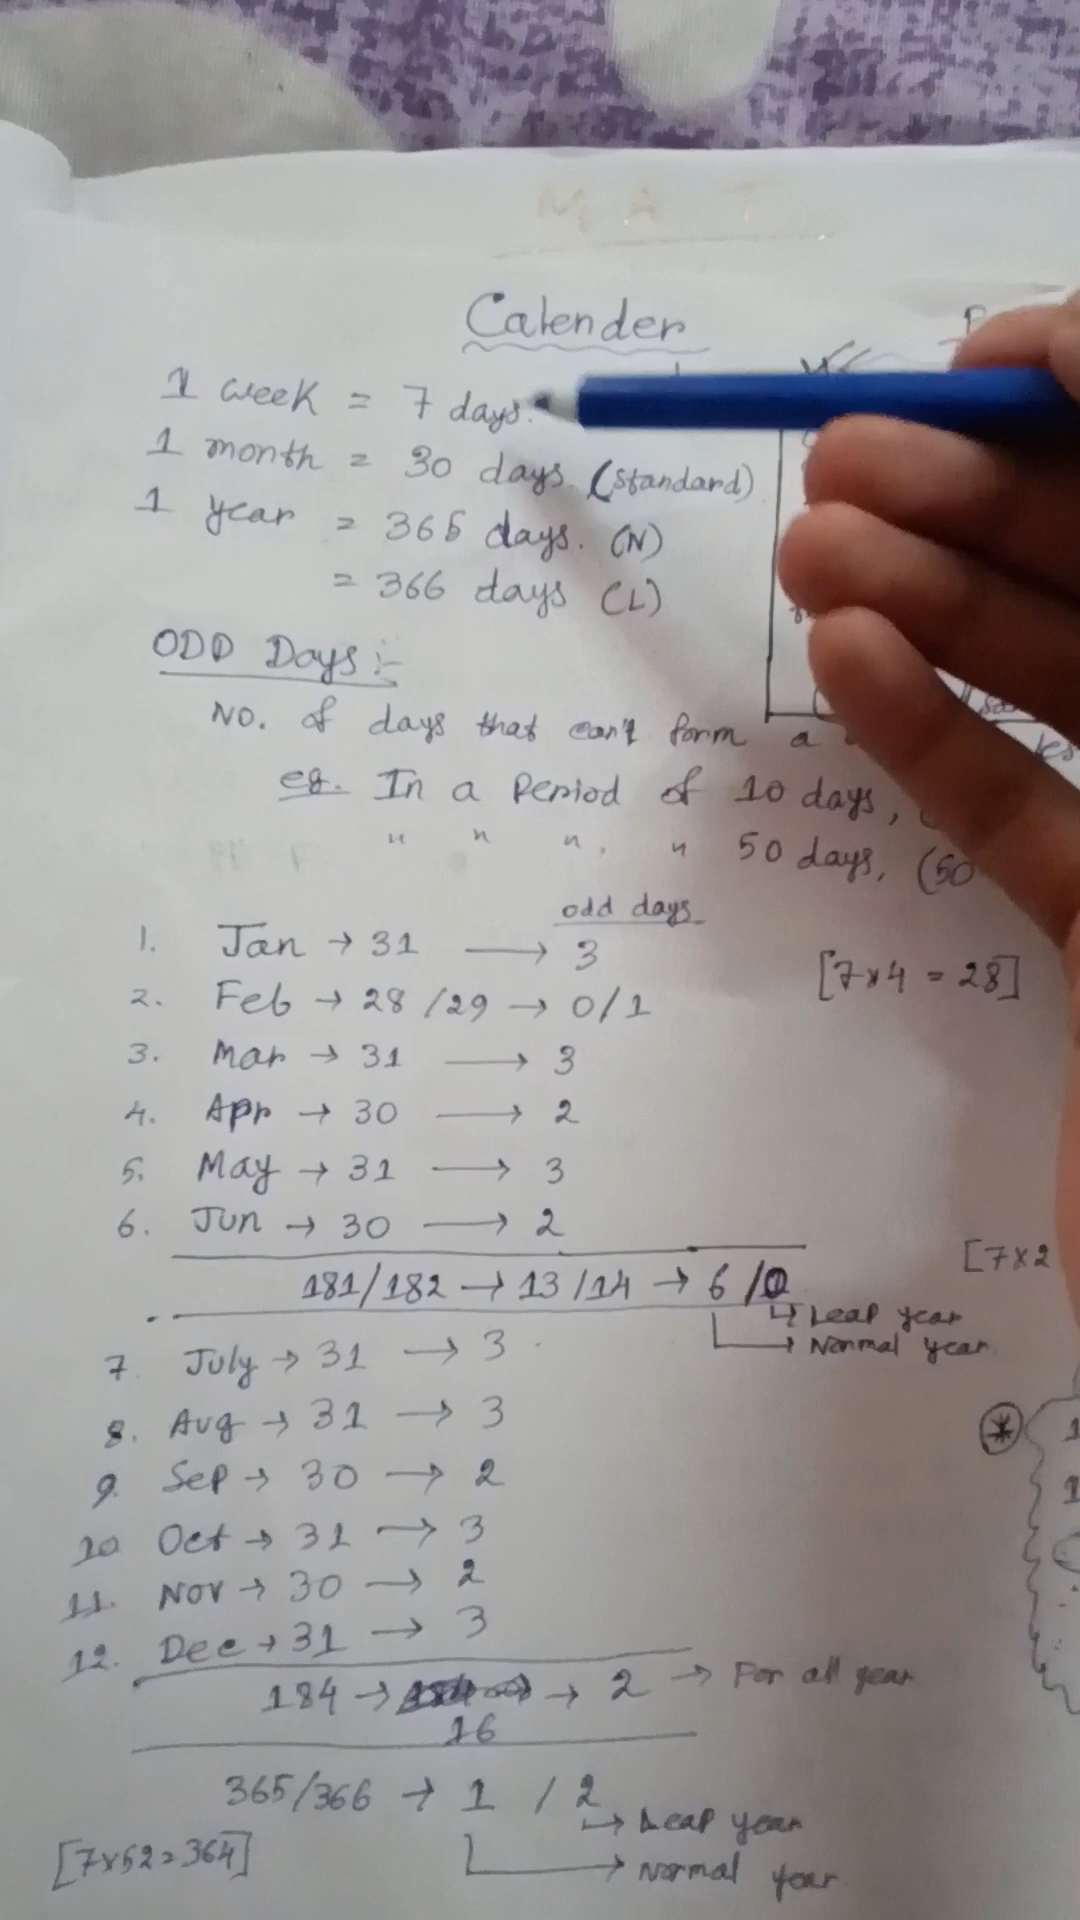 M A T
Calender
1 week = 7 days.
1 month = 30 days (standard)
1 year = 365 days. (N)
= 366 days (L)
ODD Days :-
NO. of days that can't form a
eg. In a Period of 10 days,
" " " " 50 days, (50
odd days
1. Jan → 31 → 3
[7×4 = 28]
2. Feb → 28/29 → 0/1
3. Mar → 31 → 3
4. Apr → 30 → 2
5. May → 31 → 3
6. Jun → 30 → 2
[7×2
181/182 → 13/14 → 6/0
→ Leap year
→ Normal year
7. July → 31 → 3
8. Aug → 31 → 3
9. Sep → 30 → 2
10 Oct → 31 → 3
11. Nov → 30 → 2
12. Dec → 31 → 3
184 → → 2 → For all year
16
365/366 → 1 / 2
→ Leap year
[7×52=364]
→ Normal year